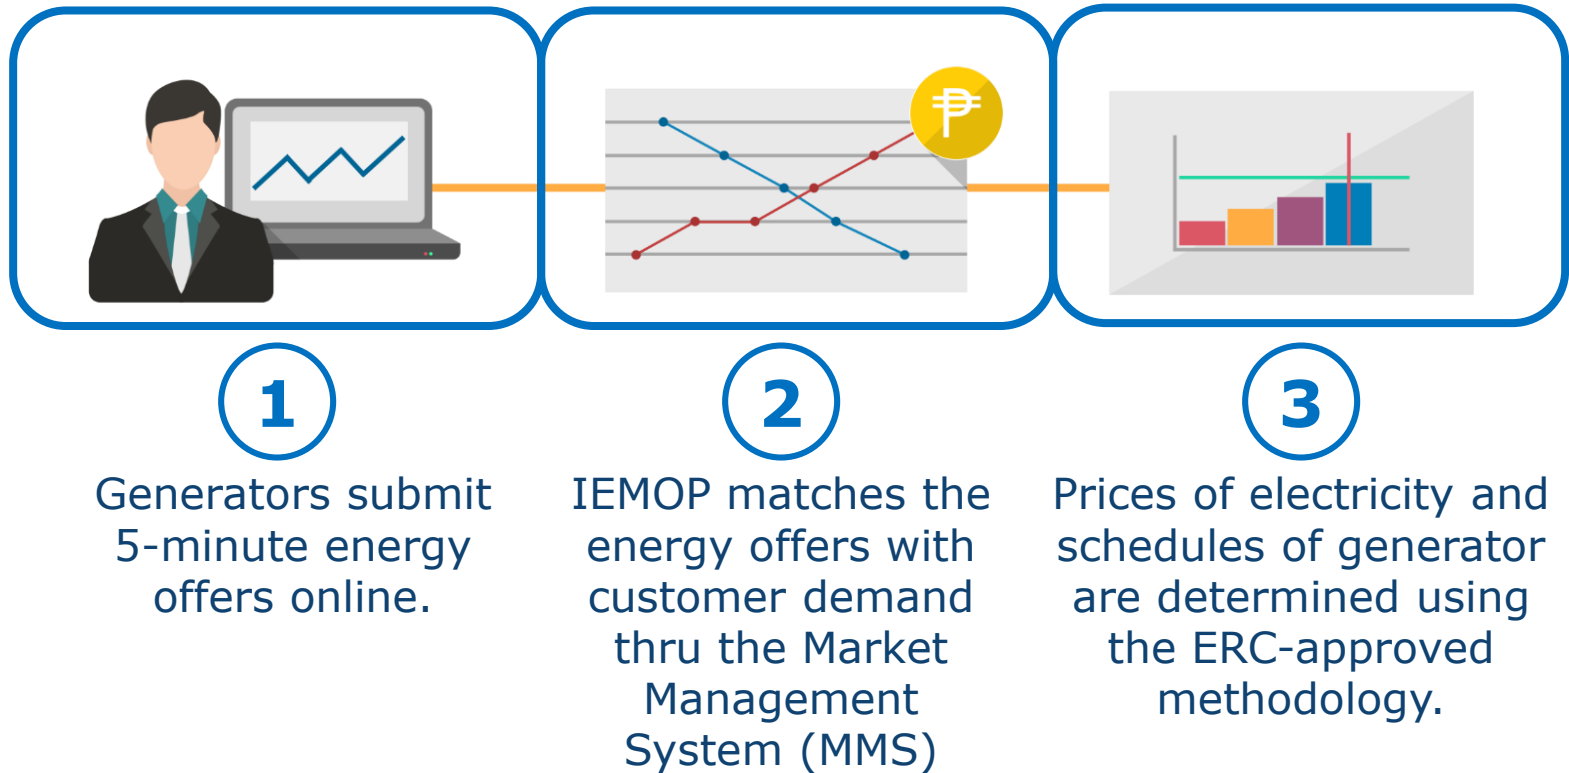 ₱
1
Generators submit
5-minute energy
offers online.
2
IEMOP matches the
energy offers with
customer demand
thru the Market
Management
System (MMS)
3
Prices of electricity and
schedules of generator
are determined using
the ERC-approved
methodology.